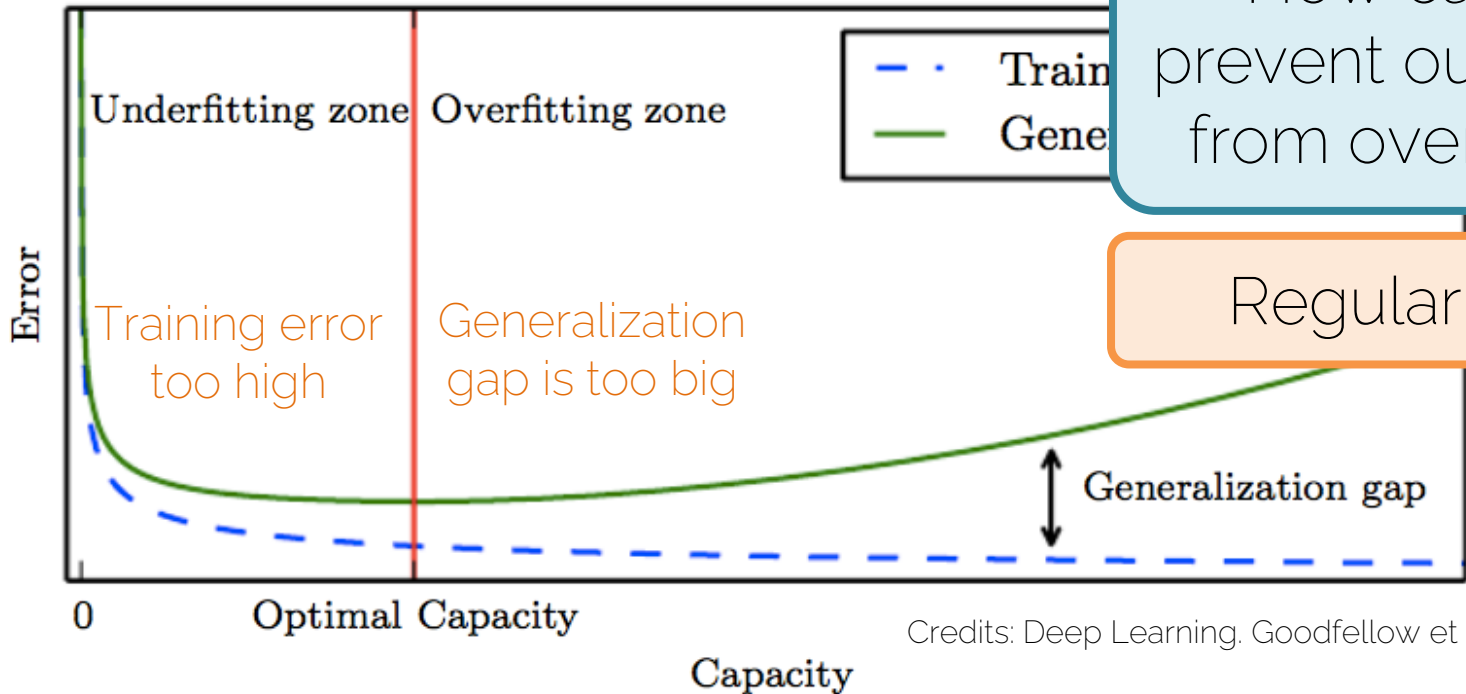 prevent ou
from ove
Underfitting zone
Overfitting zone
Train
Gene
Error
Training error
too high
Generalization
gap is too big
Regular
Generalization gap
0
Optimal Capacity
Credits: Deep Learning. Goodfellow et
Capacity